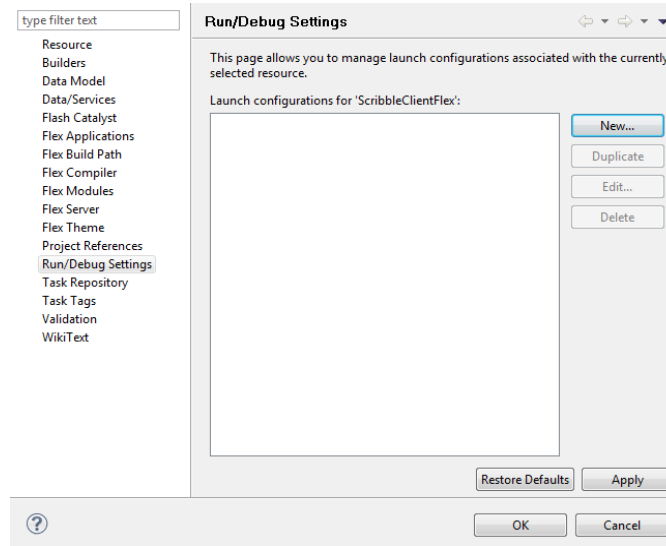 type filter text
Resource
Builders
Data Model
Data/Services
Flash Catalyst
Flex Applications
Flex Build Path
Flex Compiler
Flex Modules
Flex Server
Flex Theme
Project References
Run/Debug Settings
Task Repository
Task Tags
Validation
WikiText
Run/Debug Settings
This page allows you to manage launch configurations associated with the currently
selected resource.
Launch configurations for 'ScribbleClientFlex':
New...
Duplicate
Edit...
Delete
Restore Defaults
Apply
?
OK
Cancel